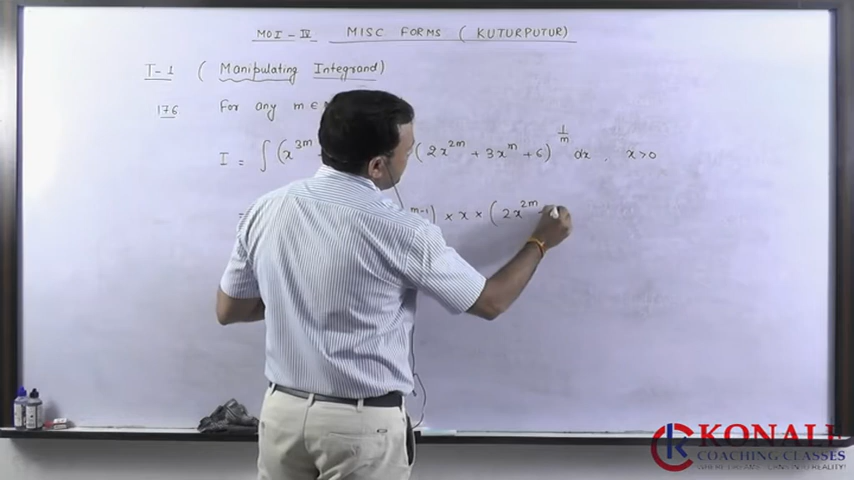 MOI - IV MISC FORMS ( KUTURPUTUR)
T-1 ( Manipulating Integrand )
176 For any m ∈
I = ∫ (x^{3m} ( 2x^{2m} + 3x^m + 6)^{1/m} dx , x>0
= ^{m-1}) × x × ( 2x^{2m}
KONALE
COACHING CLASSES